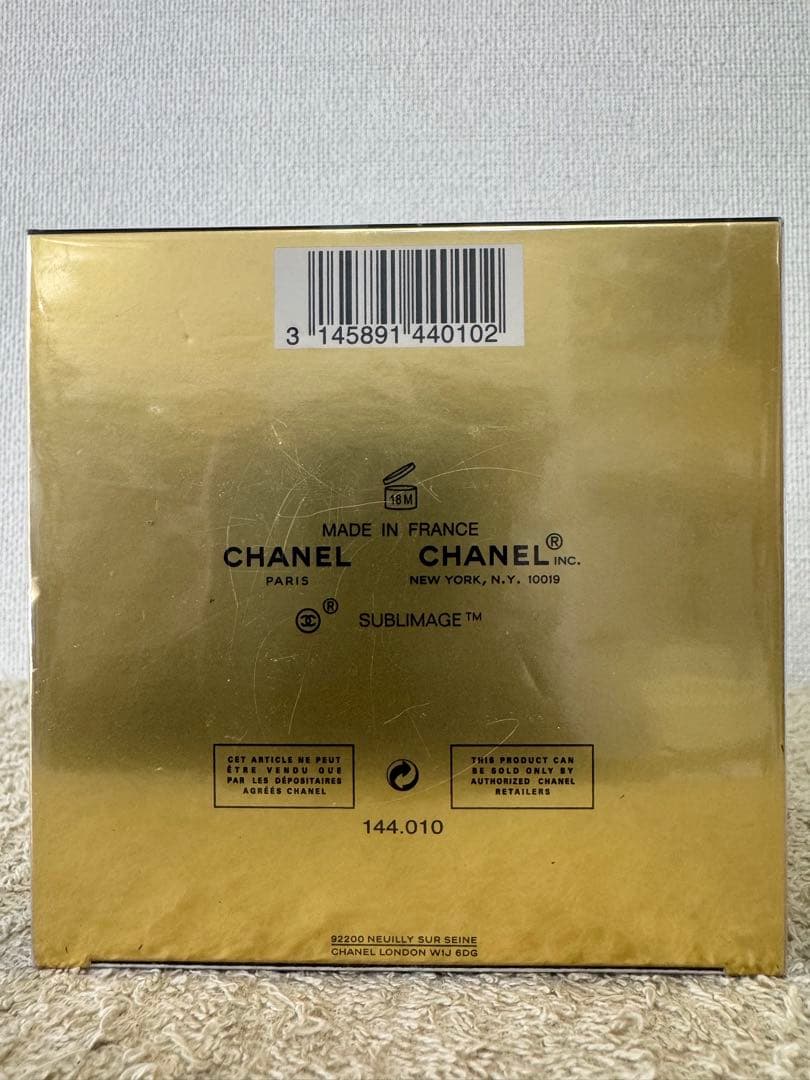 3 145891 440102
18M
MADE IN FRANCE
CHANEL
PARIS
CHANEL® INC.
NEW YORK, N.Y. 10019
® SUBLIMAGE™
CET ARTICLE NE PEUT
ÊTRE VENDU QUE
PAR LES DÉPOSITAIRES
AGRÉÉS CHANEL
THIS PRODUCT CAN
BE SOLD ONLY BY
AUTHORIZED CHANEL
RETAILERS
144.010
92200 NEUILLY SUR SEINE
CHANEL LONDON W1J 6DG